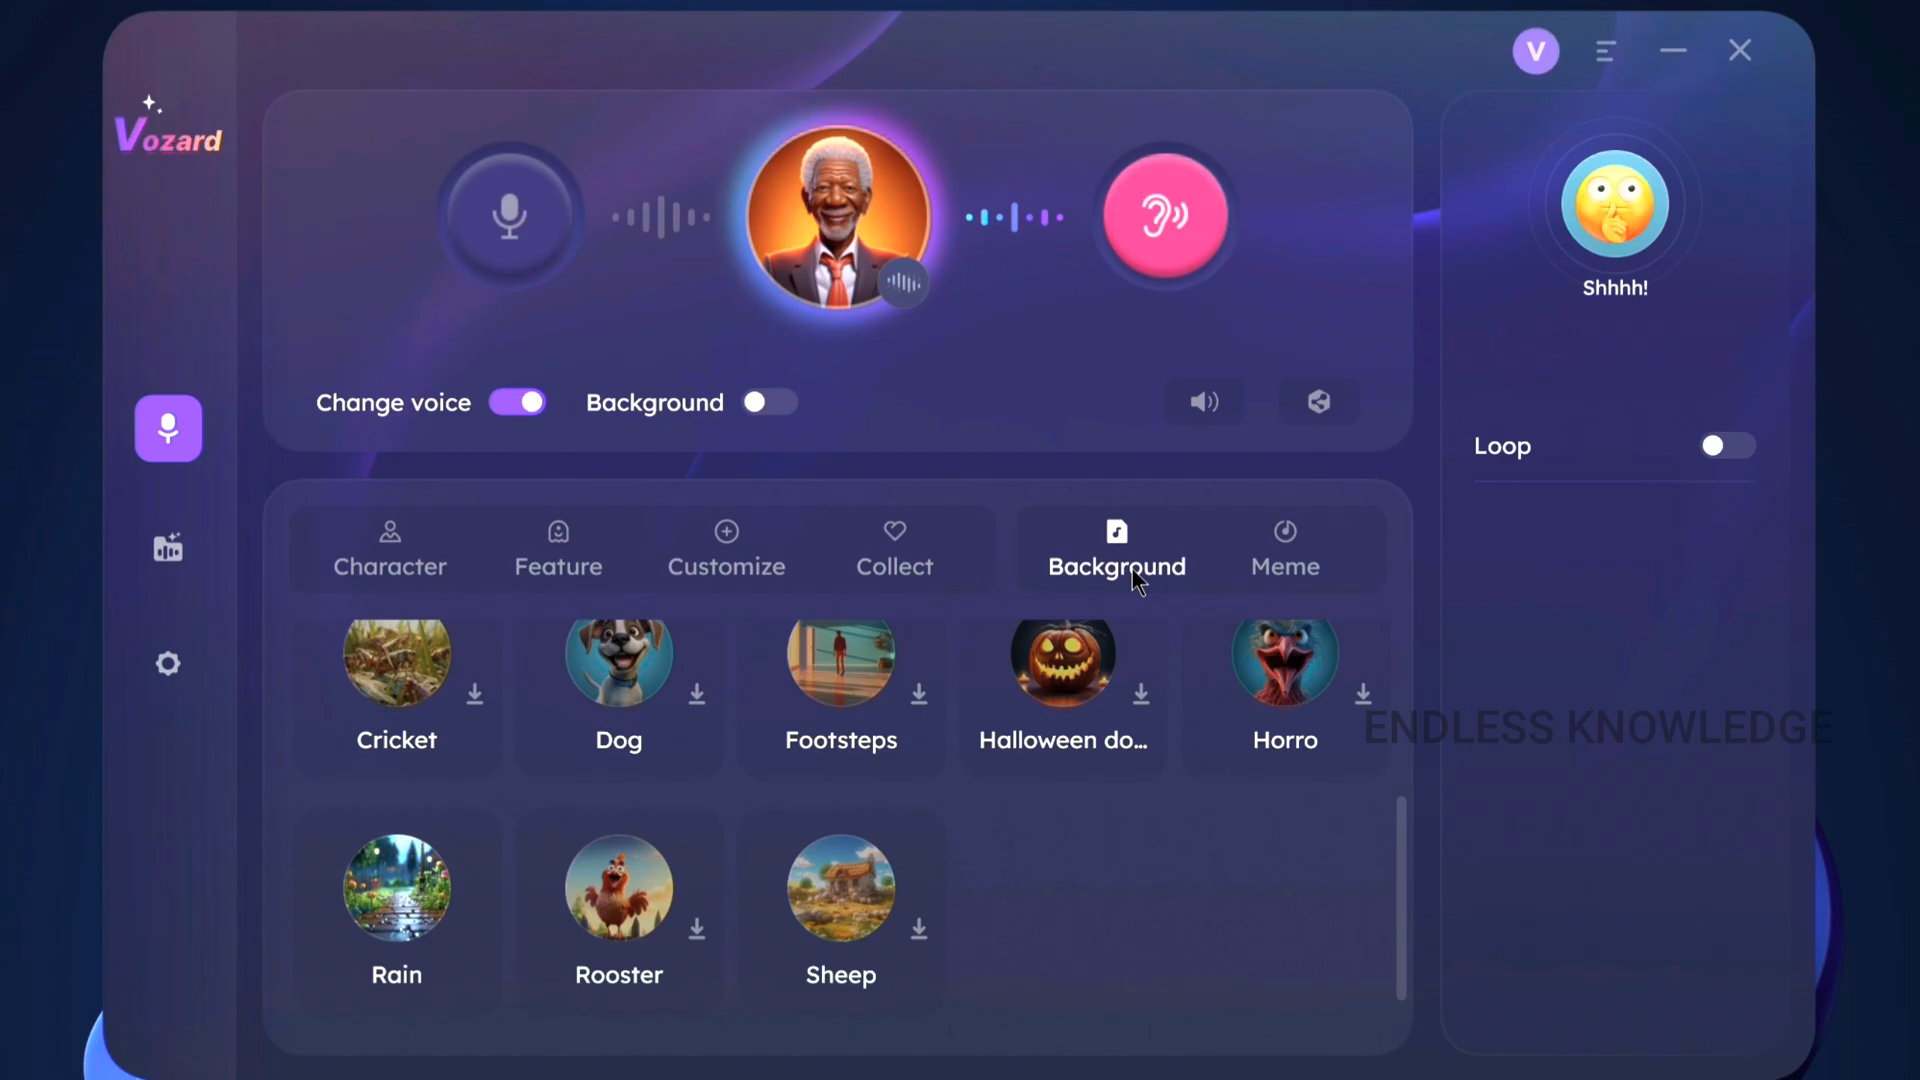 V
Vozard
Shhhh!
Change voice
Background
Loop
Character
Feature
Customize
Collect
Background
Meme
Cricket
Dog
Footsteps
Halloween do...
Horro
ENDLESS KNOWLEDGE
Rain
Rooster
Sheep